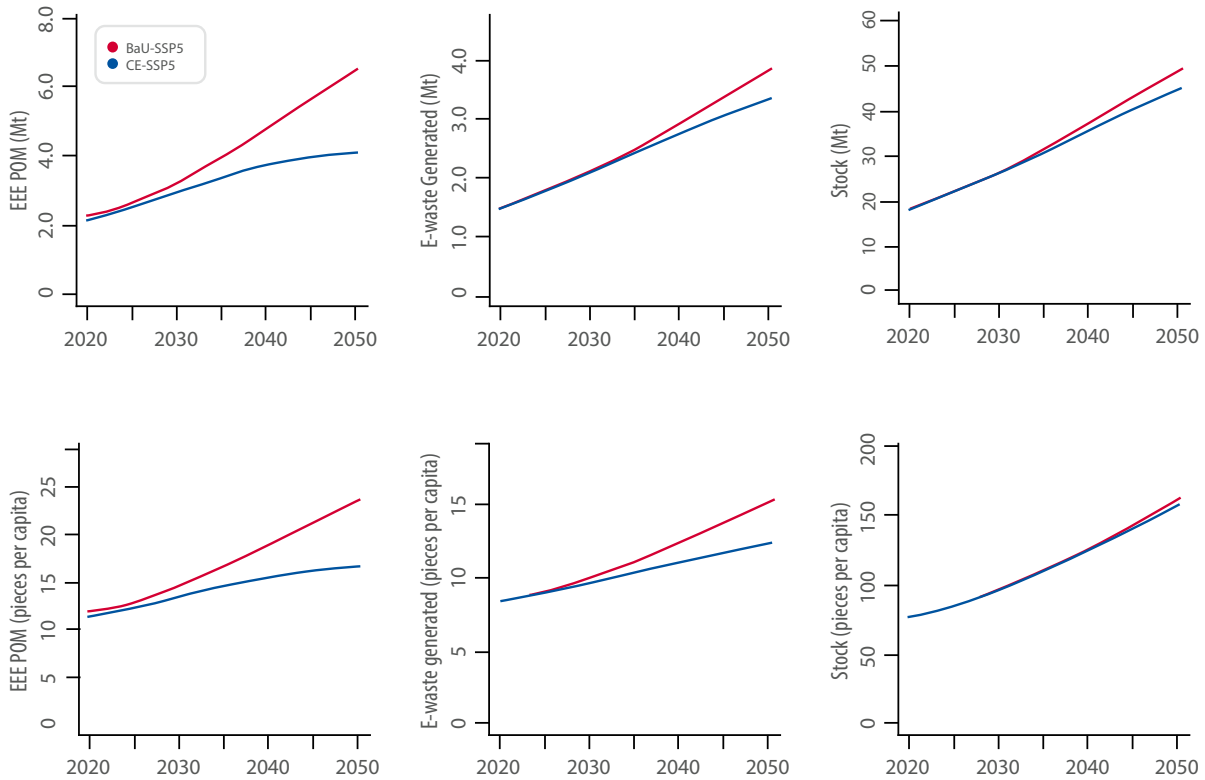 EEE POM (Mt)
8.0
6.0
4.0
2.0
0
BaU-SSP5
CE-SSP5
2020 2030 2040 2050
E-waste Generated (Mt)
4.0
3.0
2.0
1.0
0
2020 2030 2040 2050
Stock (Mt)
60
50
40
30
20
10
0
2020 2030 2040 2050
EEE POM (pieces per capita)
25
20
15
10
5
0
2020 2030 2040 2050
E-waste generated (pieces per capita)
15
10
5
0
2020 2030 2040 2050
Stock (pieces per capita)
200
150
100
50
0
2020 2030 2040 2050